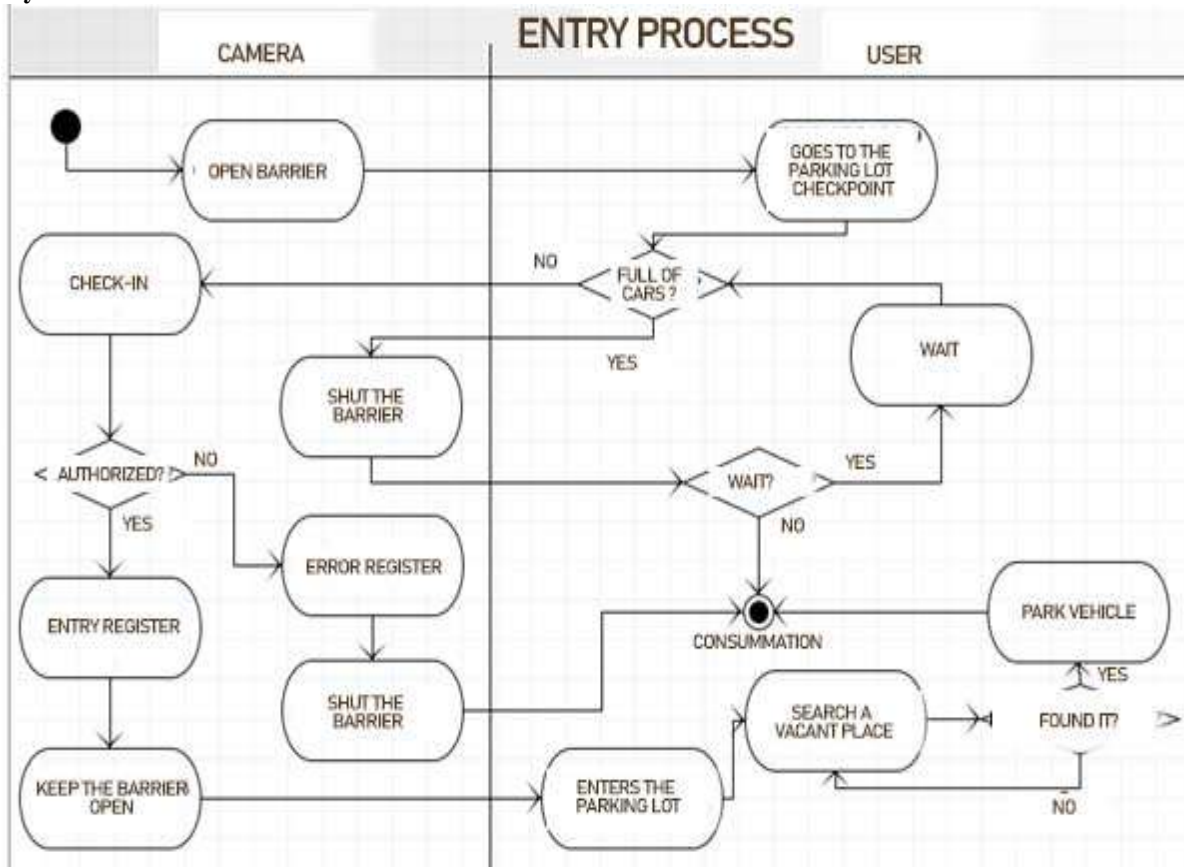 ENTRY PROCESS
CAMERA
USER
OPEN BARRIER
GOES TO THE
PARKING LOT
CHECKPOINT
CHECK-IN
NO
FULL OF
CARS ?
YES
WAIT
SHUT THE
BARRIER
AUTHORIZED?
NO
YES
WAIT?
YES
NO
ERROR REGISTER
ENTRY REGISTER
CONSUMMATION
PARK VEHICLE
YES
SHUT THE
BARRIER
SEARCH A
VACANT PLACE
FOUND IT?
NO
KEEP THE BARRIER
OPEN
ENTERS THE
PARKING LOT